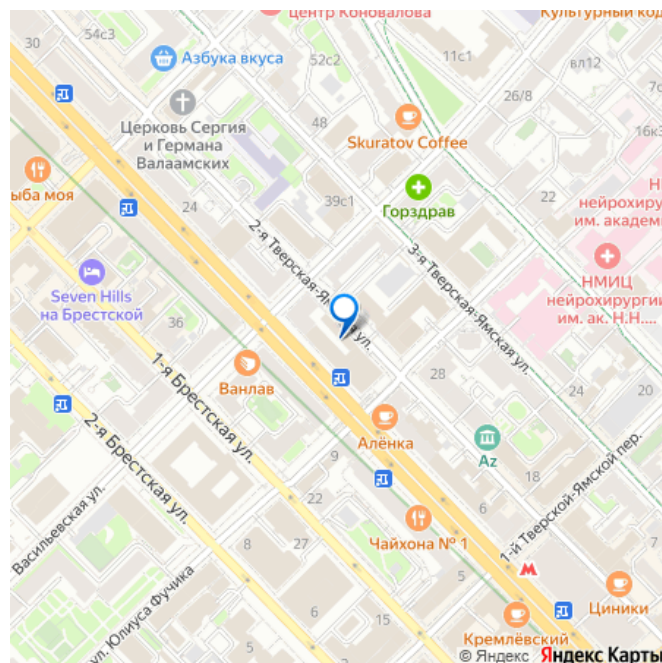 центр Коновалова
Культурный код
30
54с3
Азбука вкуса
52с2
11с1
вл12
26/8
16к3
Церковь Сергия
и Германа
Валаамских
48
Skuratov Coffee
ыба моя
24
39с1
Горздрав
22
Н
нейрохиру
им. академ
2-я Тверская-Ямская ул.
3-я Тверская-Ямская ул.
НМИЦ
нейрохирургии
им. ак. Н.Н....
Seven Hills
на Брестской
36
1-я Брестская ул.
Ванлав
28
24
20
2-я Брестская ул.
Алёнка
Az
9
18
6
1-й Тверской-Ямской пер.
22
Васильевская ул.
Чайхона № 1
8
27
5
М
ул. Юлиуса Фучика
6
15
5
Циники
Кремлёвский
© Яндекс Яндекс Карты